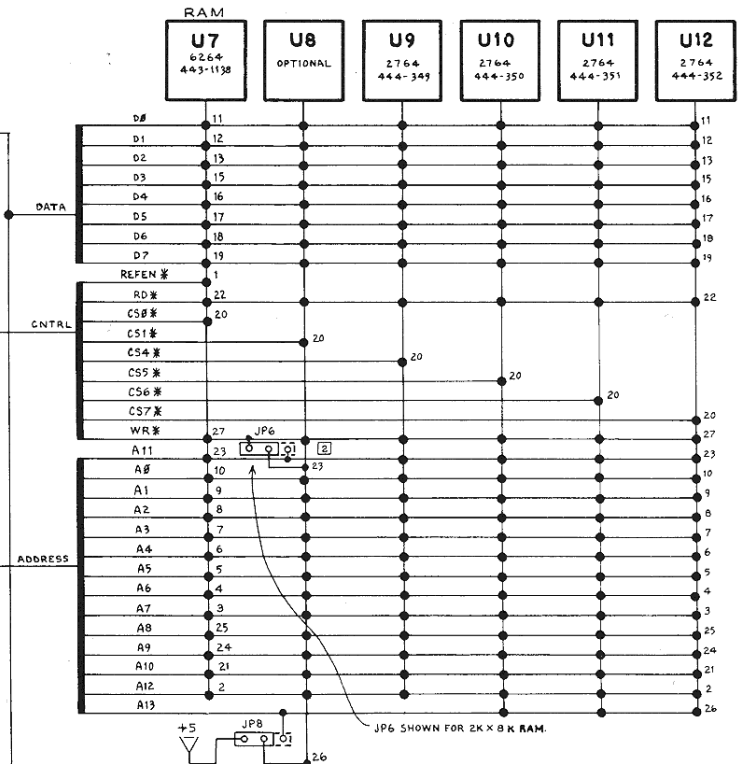 RAM
U7 U8 U9 U10 U11 U12
6264 OPTIONAL 2764 2764 2764 2764
443-1138 444-349 444-350 444-351 444-352
DØ 11 11
D1 12 12
D2 13 13
D3 15 15
D4 16 16
DATA D5 17 17
D6 18 18
D7 19 19
REFEN* 1
RD* 22 22
CSØ* 20
CNTRL CS1* 20
CS4* 20
CS5* 20
CS6* 20
CS7* 20
WR* 27 JP6 27
A11 23 2 23
23
AØ 10 10
A1 9 9
A2 8 8
A3 7 7
A4 6 6
ADDRESS A5 5 5
A6 4 4
A7 3 3
A8 25 25
A9 24 24
A10 21 21
A12 2 2
A13 26
+5 JP8 JP6 SHOWN FOR 2K X 8K RAM.
26